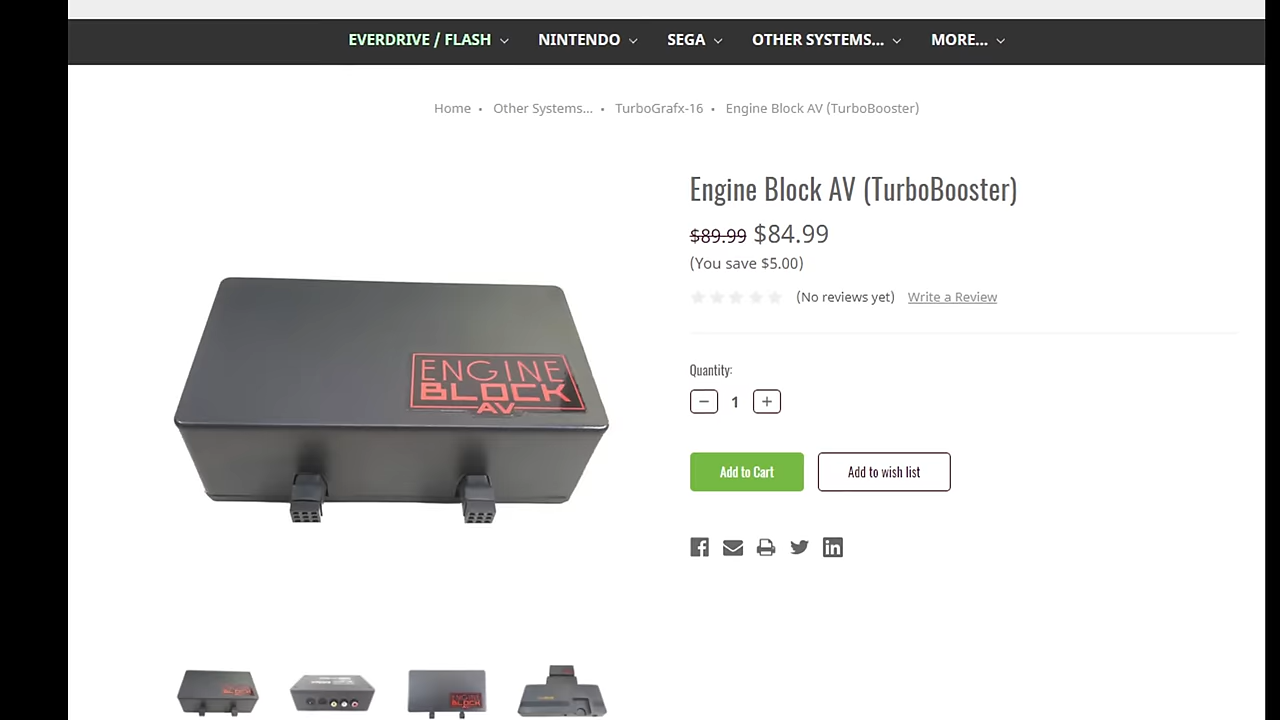 EVERDRIVE / FLASH NINTENDO SEGA OTHER SYSTEMS... MORE...
Home • Other Systems... • TurboGrafx-16 • Engine Block AV (TurboBooster)
Engine Block AV (TurboBooster)
$89.99 $84.99
(You save $5.00)
(No reviews yet) Write a Review
Quantity:
1
Add to Cart Add to wish list
ENGINE
BLOCK
AV
ENGINE
BLOCK